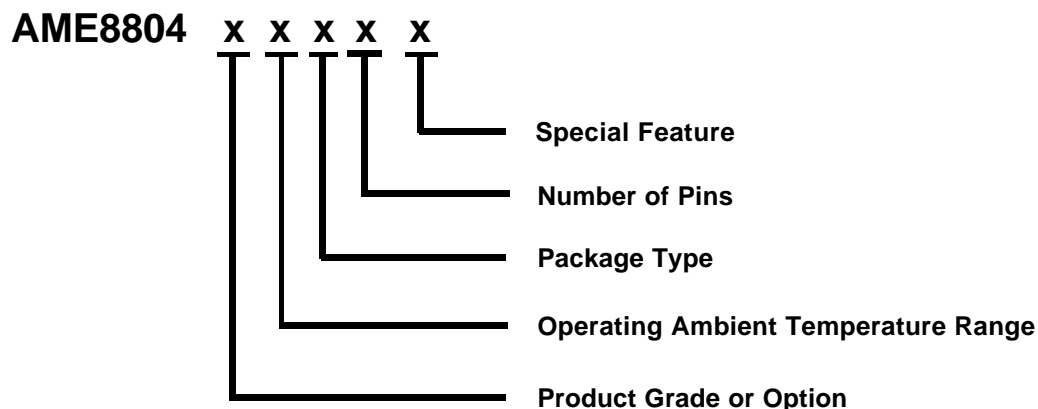 AME8804 x x x x x
Special Feature
Number of Pins
Package Type
Operating Ambient Temperature Range
Product Grade or Option